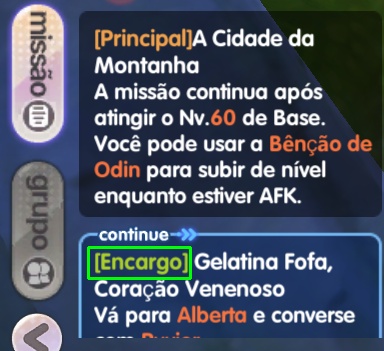 missão
grupo
[Principal]A Cidade da
Montanha
A missão continua após
atingir o Nv.60 de Base.
Você pode usar a Bênção de
Odin para subir de nível
enquanto estiver AFK.
continue
[Encargo] Gelatina Fofa,
Coração Venenoso
Vá para Alberta e converse
com